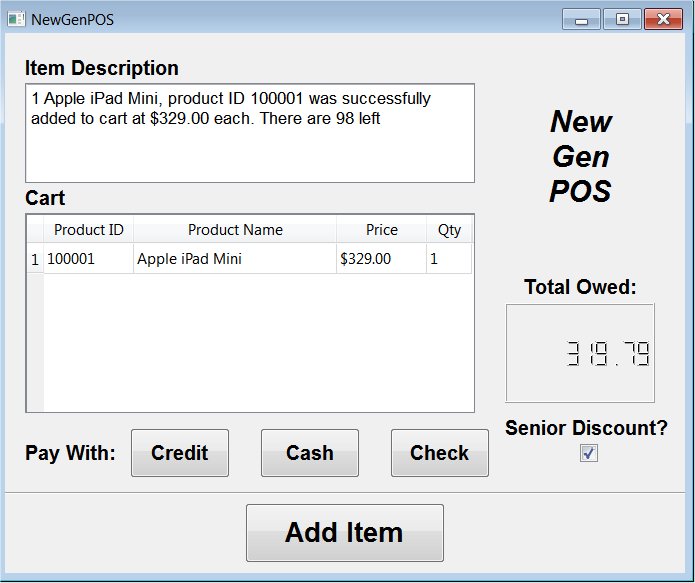 NewGenPOS
Item Description
1 Apple iPad Mini, product ID 100001 was successfully
added to cart at $329.00 each. There are 98 left
New
Gen
POS
Cart
Product ID Product Name Price Qty
1 100001 Apple iPad Mini $329.00 1
Total Owed:
319.79
Senior Discount?
Pay With: Credit Cash Check
Add Item